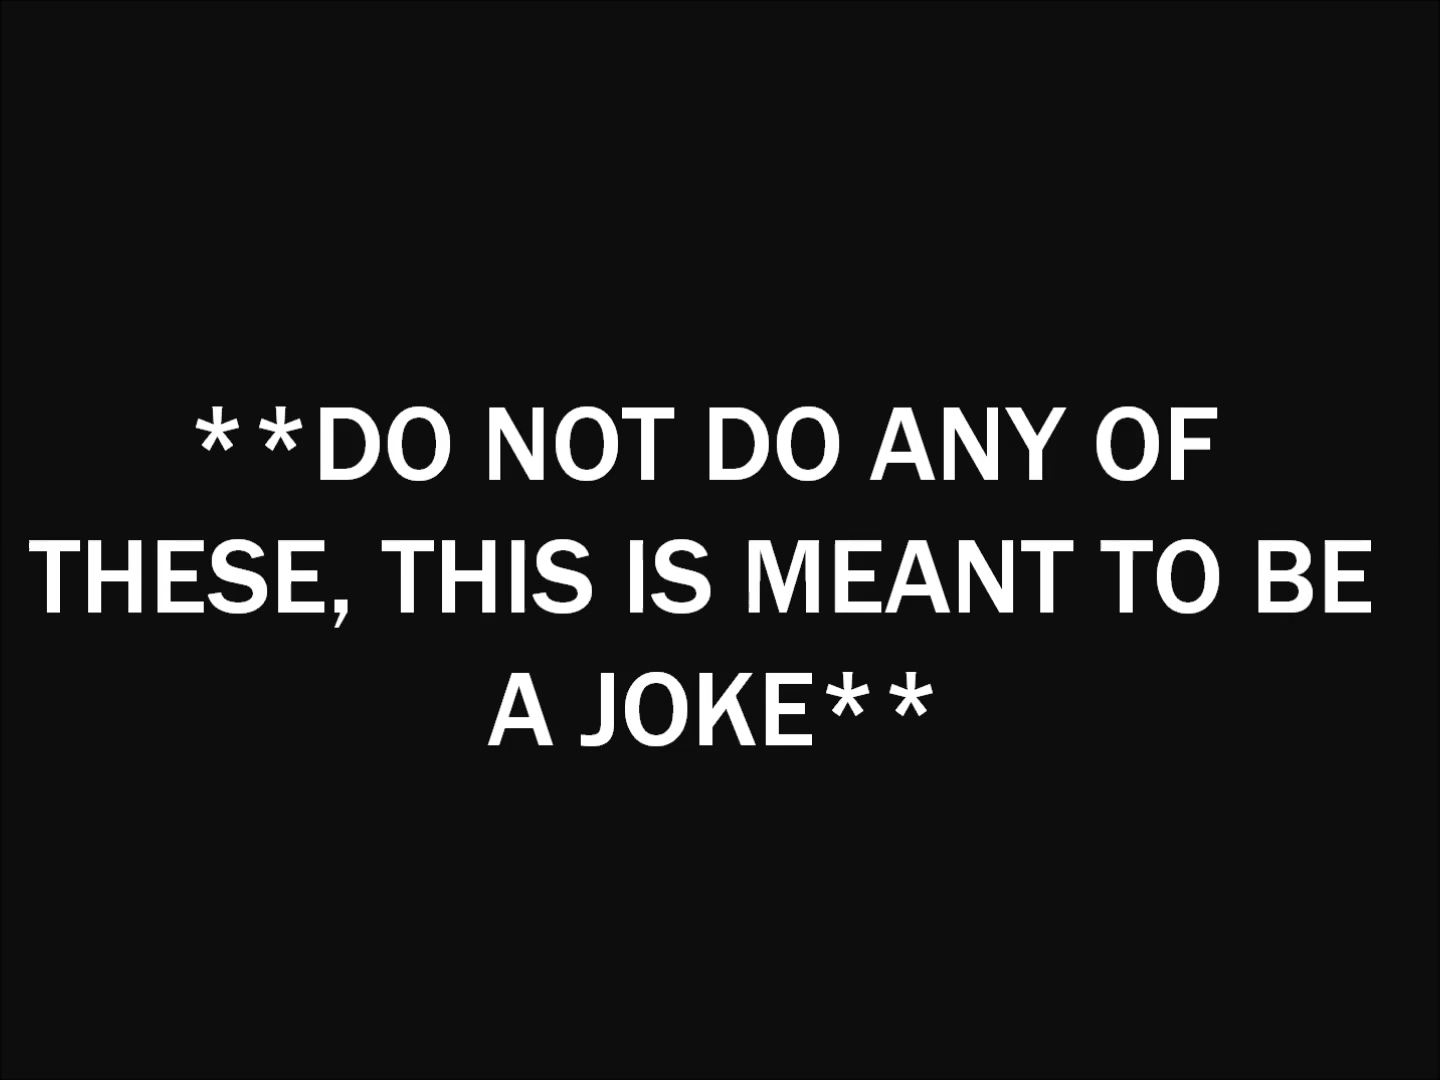 **DO NOT DO ANY OF
THESE, THIS IS MEANT TO BE
A JOKE**